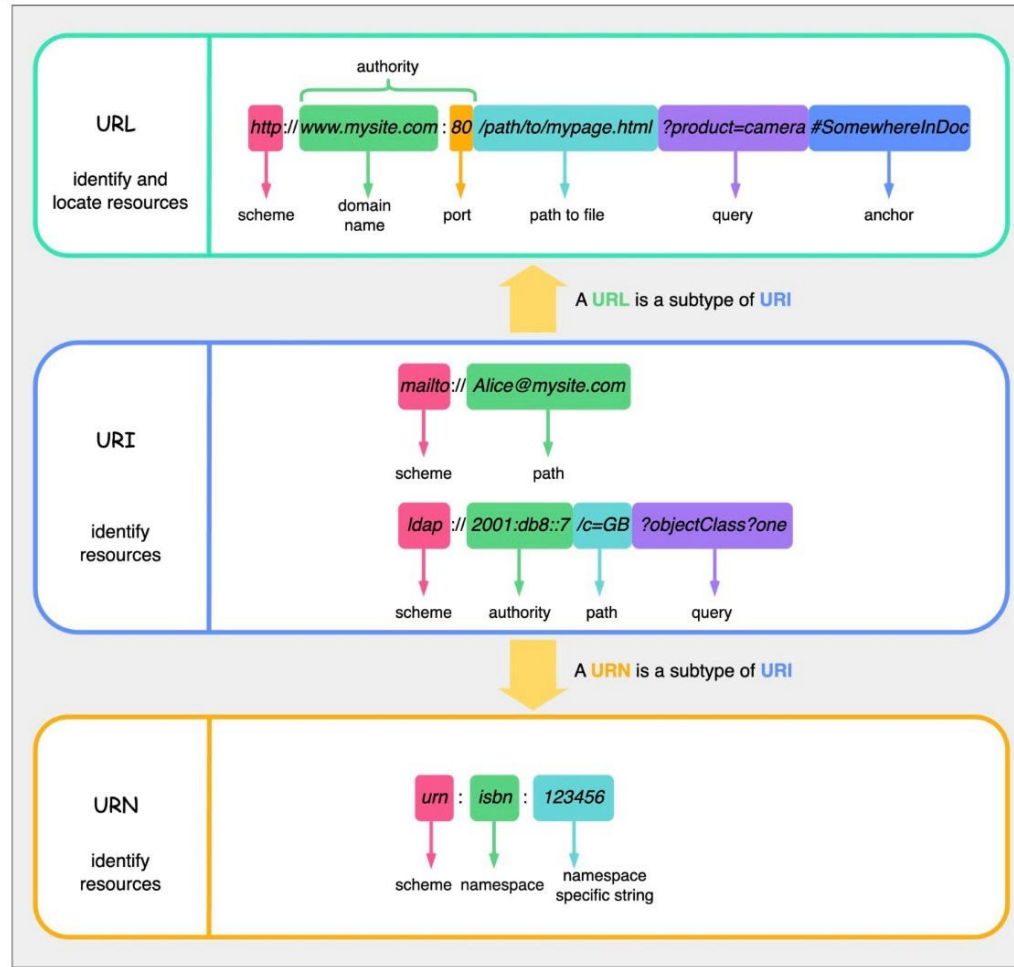 authority
URL
http:// www.mysite.com : 80 /path/to/mypage.html ?product=camera #SomewhereInDoc
identify and
locate resources
scheme
domain
name
port
path to file
query
anchor
A URL is a subtype of URI
URI
mailto:// Alice@mysite.com
scheme
path
identify
resources
ldap :// 2001:db8::7 /c=GB ?objectClass?one
scheme
authority
path
query
A URN is a subtype of URI
URN
urn : isbn : 123456
identify
resources
scheme
namespace
namespace
specific string